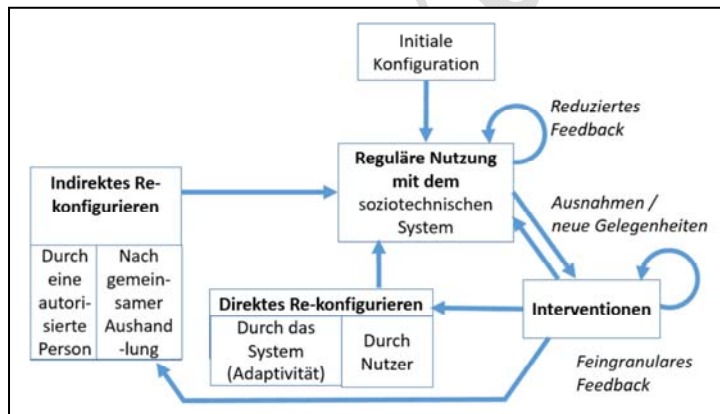 Initiale
Konfiguration
Reduziertes
Feedback
Reguläre Nutzung
mit dem
soziotechnischen
System
Indirektes Re-
konfigurieren
Ausnahmen /
neue Gelegenheiten
Durch
eine
autori-
sierte
Person
Nach
gemein-
samer
Aushand
-lung
Direktes Re-konfigurieren
Durch das
System
(Adaptivität)
Durch
Nutzer
Interventionen
Feingranulares
Feedback